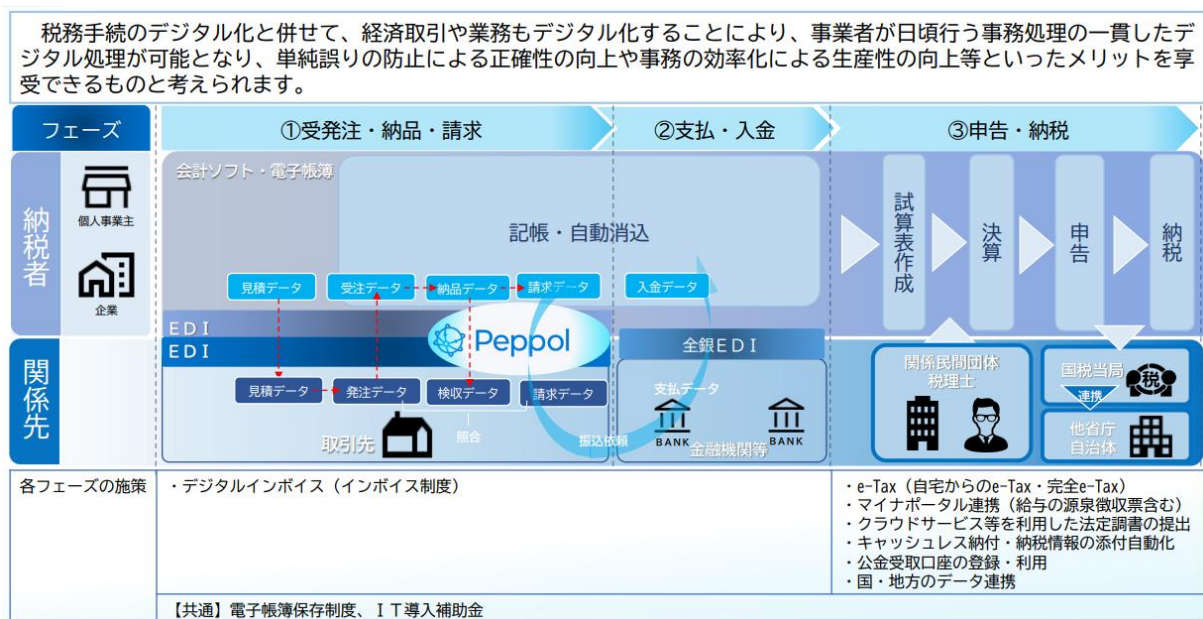 税務手続のデジタル化と併せて、経済取引や業務もデジタル化することにより、事業者が日頃行う事務処理の一貫したデ
ジタル処理が可能となり、単純誤りの防止による正確性の向上や事務の効率化による生産性の向上等といったメリットを享
受できるものと考えられます。
フェーズ
①受発注・納品・請求
②支払・入金
③申告・納税
納税者
個人事業主
企業
会計ソフト・電子帳簿
記帳・自動消込
見積データ
受注データ
納品データ
請求データ
入金データ
試算表作成
決算
申告
納税
EDI
関係先
EDI
Peppol
全銀EDI
見積データ
発注データ
検収データ
請求データ
取引先
照合
振込依頼
支払データ
BANK
BANK
金融機関等
関係民間団体
税理士
国税当局
税
連携
他省庁
自治体
各フェーズの施策
・デジタルインボイス（インボイス制度）
・e-Tax（自宅からのe-Tax・完全e-Tax）
・マイナポータル連携（給与の源泉徴収票含む）
・クラウドサービス等を利用した法定調書の提出
・キャッシュレス納付・納税情報の添付自動化
・公金受取口座の登録・利用
・国・地方のデータ連携
【共通】電子帳簿保存制度、ＩＴ導入補助金